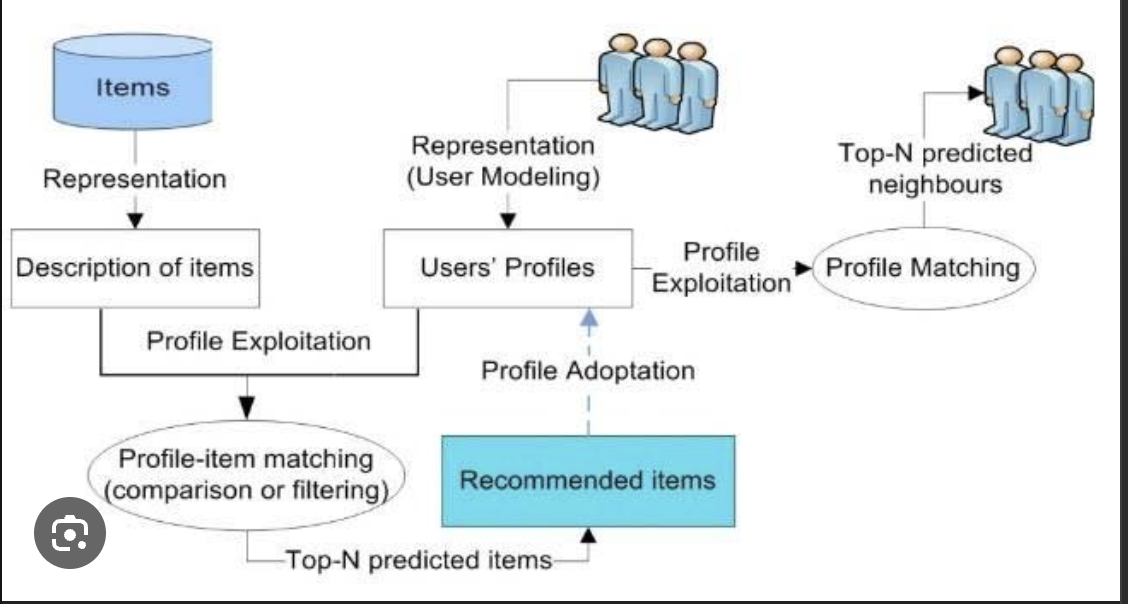 Items
Representation
(User Modeling)
Top-N predicted
neighbours
Representation
Description of items
Users' Profiles
Profile
Exploitation
Profile Matching
Profile Exploitation
Profile Adoptation
Profile-item matching
(comparison or filtering)
Recommended items
Top-N predicted items